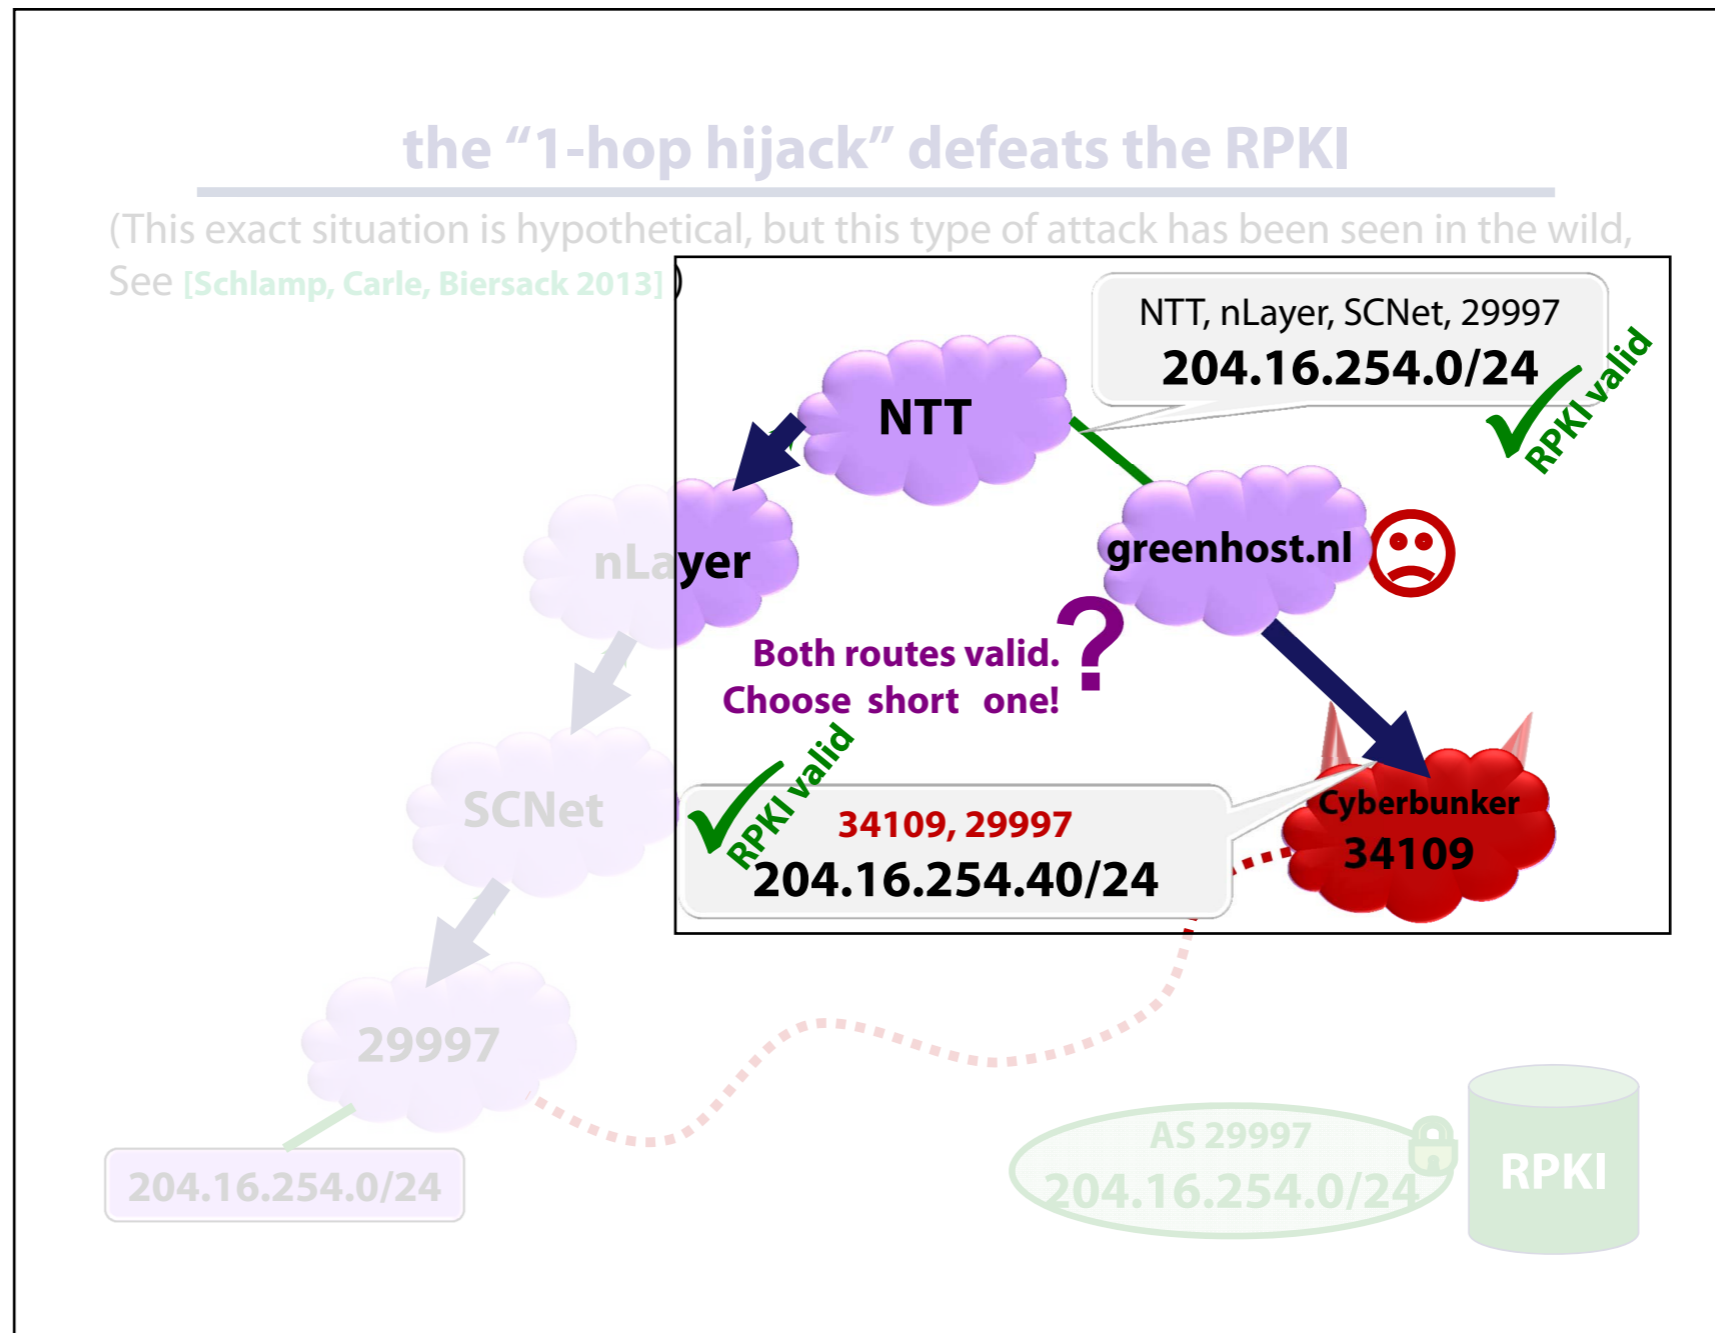 the “1-hop hijack” defeats the RPKI
(This exact situation is hypothetical, but this type of attack has been seen in the wild,
See [Schlamp, Carle, Biersack 2013] )
NTT, nLayer, SCNet, 29997
204.16.254.0/24
RPKI valid
NTT
nLayer
greenhost.nl
Both routes valid.
Choose short one!
?
RPKI valid
34109, 29997
204.16.254.40/24
Cyberbunker
34109
SCNet
29997
204.16.254.0/24
AS 29997
204.16.254.0/24
RPKI